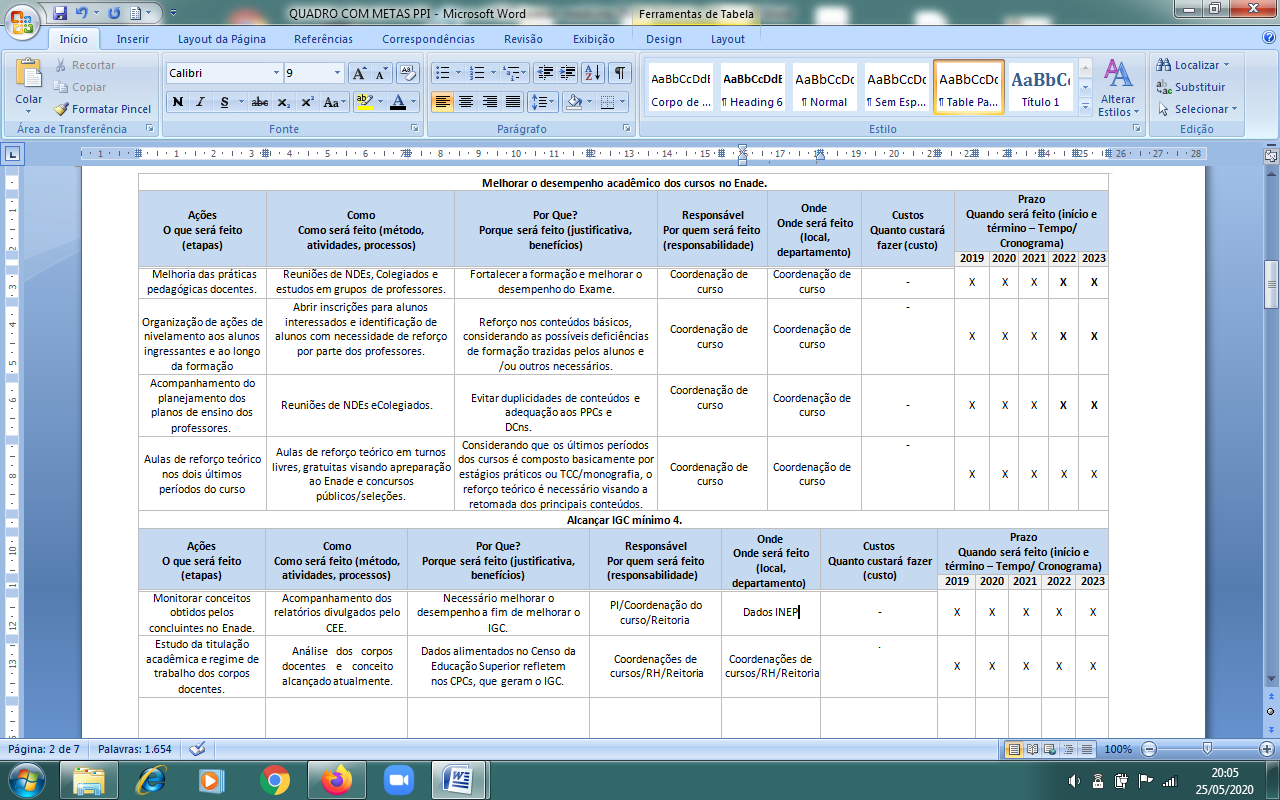 QUADRO COM METAS PPI - Microsoft Word
Ferramentas de Tabela
Início
Inserir
Layout da Página
Referências
Correspondências
Revisão
Exibição
Design
Layout
Colar
Recortar
Copiar
Formatar Pincel
Área de Transferência
Calibri
9
N I S abc x₂ x² Aa
Fonte
Parágrafo
AaBbCcDdE
Corpo de ...
AaBbCcDdE
¶ Heading 6
AaBbCcDc
¶ Normal
AaBbCcDc
¶ Sem Esp...
AaBbCcDc
¶ Table Pa...
AaBbC
Título 1
Alterar
Estilos
Estilo
Localizar
Substituir
Selecionar
Edição
Melhorar o desempenho acadêmico dos cursos no Enade.
Ações
O que será feito
(etapas)
Como
Como será feito (método,
atividades, processos)
Por Que?
Porque será feito (justificativa,
benefícios)
Responsável
Por quem será feito
(responsabilidade)
Onde
Onde será feito
(local,
departamento)
Custos
Quanto custará
fazer (custo)
Prazo
Quando será feito (início e
término – Tempo/
Cronograma)
2019 2020 2021 2022 2023
Melhoria das práticas
pedagógicas docentes.
Reuniões de NDEs, Colegiados e
estudos em grupos de professores.
Fortalecer a formação e melhorar o
desempenho do Exame.
Coordenação de
curso
Coordenação de
curso
-
X X X X X
Organização de ações de
nivelamento aos alunos
ingressantes e ao longo
da formação
Abrir inscrições para alunos
interessados e identificação de
alunos com necessidade de reforço
por parte dos professores.
Reforço nos conteúdos básicos,
considerando as possíveis deficiências
de formação trazidas pelos alunos e
/ou outros necessários.
Coordenação de
curso
Coordenação de
curso
-
X X X X X
Acompanhamento do
planejamento dos
planos de ensino dos
professores.
Reuniões de NDEs eColegiados.
Evitar duplicidades de conteúdos e
adequação aos PPCs e
DCns.
Coordenação de
curso
Coordenação de
curso
-
X X X X X
Aulas de reforço teórico
nos dois últimos
períodos do curso
Aulas de reforço teórico em turnos
livres, gratuitas visando apreparação
ao Enade e concursos
públicos/seleções.
Considerando que os últimos períodos
dos cursos é composto basicamente por
estágios práticos ou TCC/monografia, o
reforço teórico é necessário visando a
retomada dos principais conteúdos.
Coordenação de
curso
Coordenação de
curso
-
X X X X X
Alcançar IGC mínimo 4.
Ações
O que será feito
(etapas)
Como
Como será feito (método,
atividades, processos)
Por Que?
Porque será feito (justificativa,
benefícios)
Responsável
Por quem será feito
(responsabilidade)
Onde
Onde será feito
(local,
departamento)
Custos
Quanto custará fazer
(custo)
Prazo
Quando será feito (início e
término – Tempo/ Cronograma)
2019 2020 2021 2022 2023
Monitorar conceitos
obtidos pelos
concluintes no Enade.
Acompanhamento dos
relatórios divulgados pelo
CEE.
Necessário melhorar o
desempenho a fim de melhorar o
IGC.
PI/Coordenação do
curso/Reitoria
Dados INEP
-
X X X X X
Estudo da titulação
acadêmica e regime de
trabalho dos corpos
docentes.
Análise dos corpos
docentes e conceito
alcançado atualmente.
Dados alimentados no Censo da
Educação Superior refletem
nos CPCs, que geram o IGC.
Coordenações de
cursos/RH/Reitoria
Coordenações de
cursos/RH/Reitoria
.
X X X X X
Página: 2 de 7
Palavras: 1.654
100%
20:05
25/05/2020